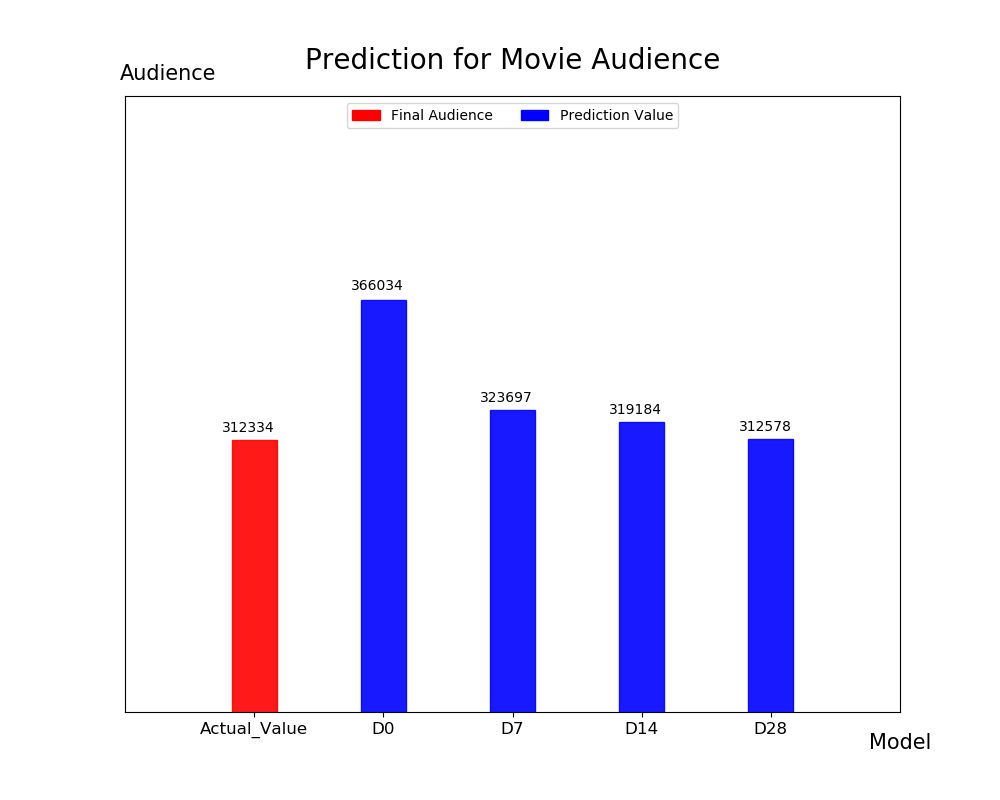 Prediction for Movie Audience
Audience
Final Audience Prediction Value
366034
323697
319184
312578
312334
Actual_Value D0 D7 D14 D28
Model